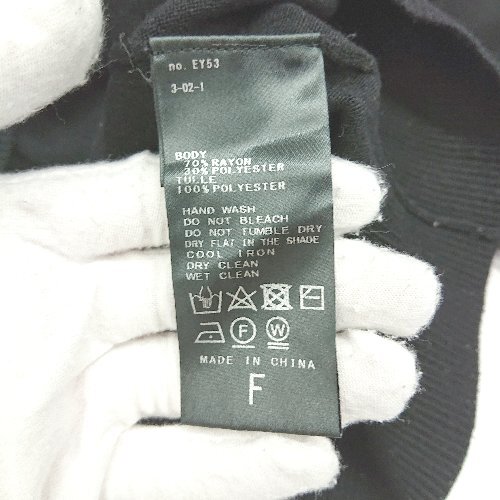 no. EY53
3-02-1
BODY
70% RAYON
30% POLYESTER
TULLE
100% POLYESTER
HAND WASH
DO NOT BLEACH
DO NOT TUMBLE DRY
DRY FLAT IN THE SHADE
COOL IRON
DRY CLEAN
WET CLEAN
F W
MADE IN CHINA
F